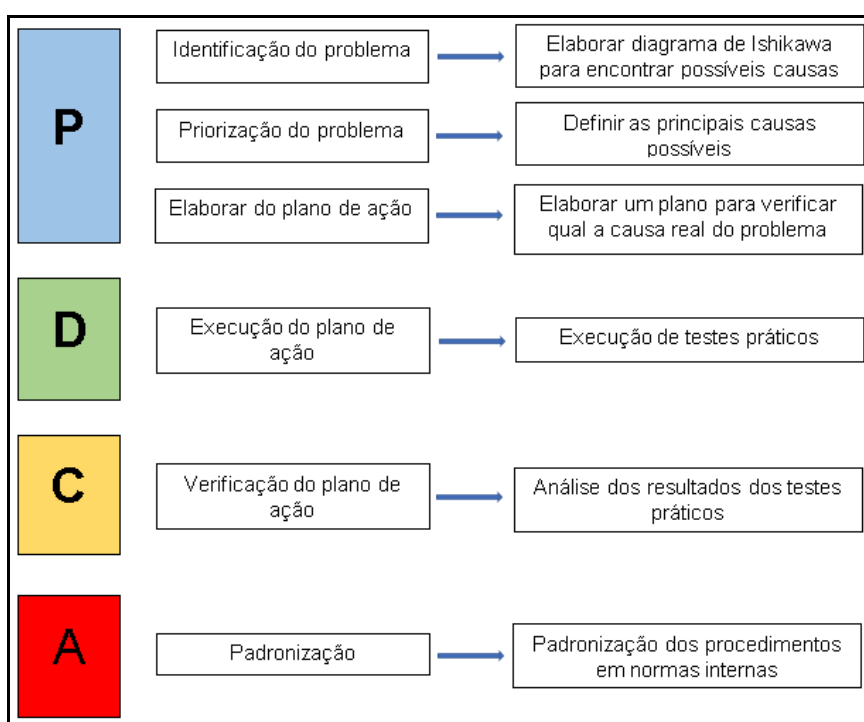 P
Identificação do problema
Elaborar diagrama de Ishikawa
para encontrar possíveis causas
Priorização do problema
Definir as principais causas
possíveis
Elaborar do plano de ação
Elaborar um plano para verificar
qual a causa real do problema
D
Execução do plano de
ação
Execução de testes práticos
C
Verificação do plano de
ação
Análise dos resultados dos testes
práticos
A
Padronização
Padronização dos procedimentos
em normas internas